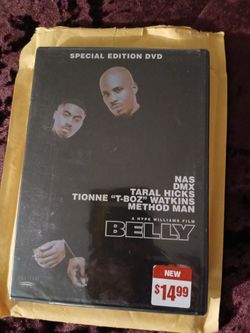 SPECIAL EDITION DVD
NAS
DMX
TARAL HICKS
TIONNE "T-BOZ" WATKINS
METHOD MAN
A HYPE WILLIAMS FILM
BELLY
NEW
$14.99